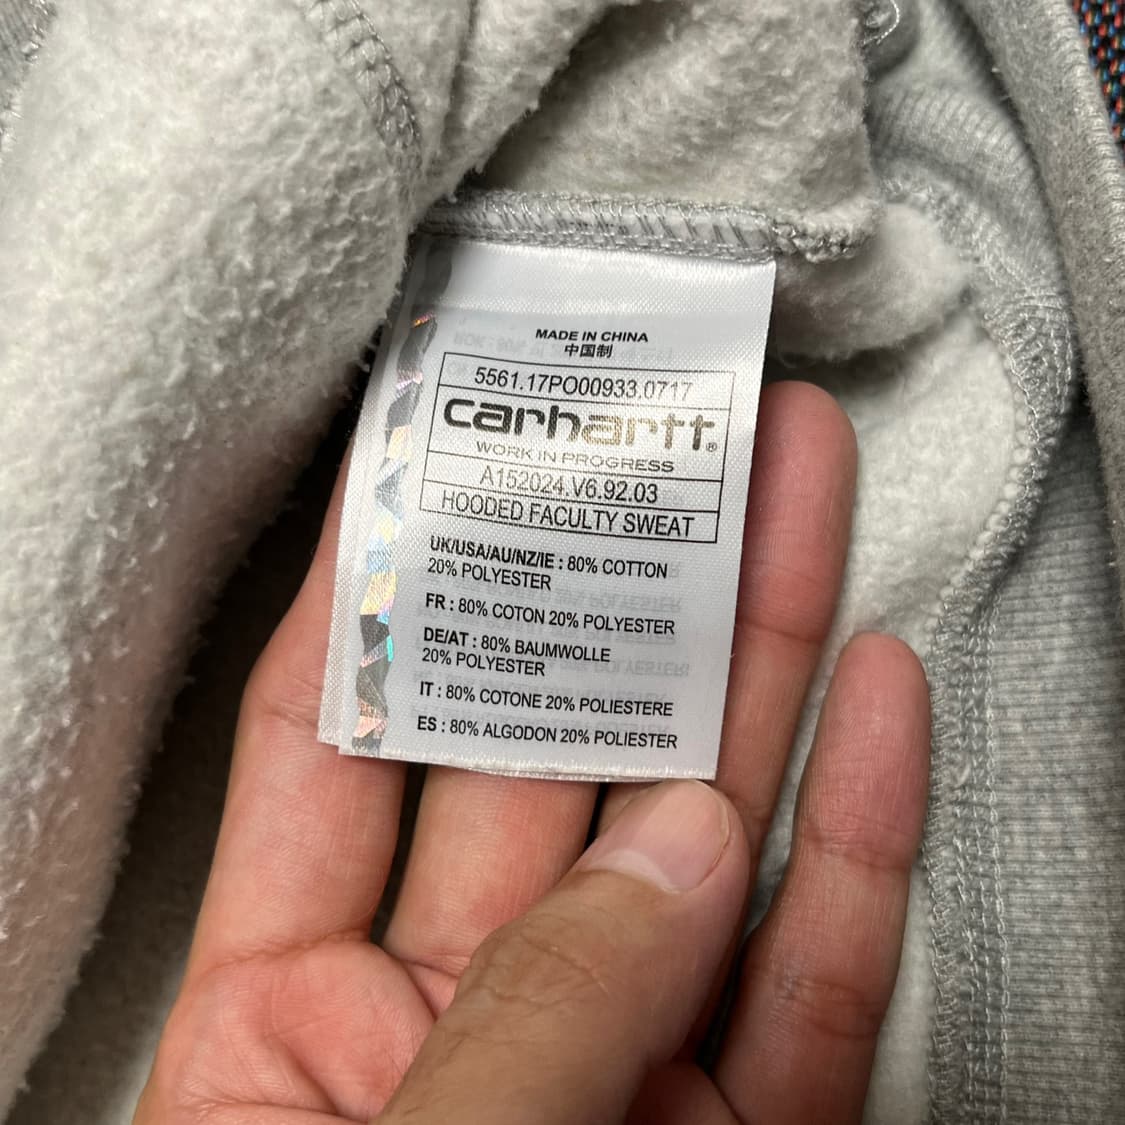 MADE IN CHINA
中国制
5561.17PO00933.0717
carhartt®
WORK IN PROGRESS
A152024.V6.92.03
HOODED FACULTY SWEAT
UK/USA/AU/NZ/IE : 80% COTTON
20% POLYESTER
FR : 80% COTON 20% POLYESTER
DE/AT : 80% BAUMWOLLE
20% POLYESTER
IT : 80% COTONE 20% POLIESTERE
ES : 80% ALGODON 20% POLIESTER